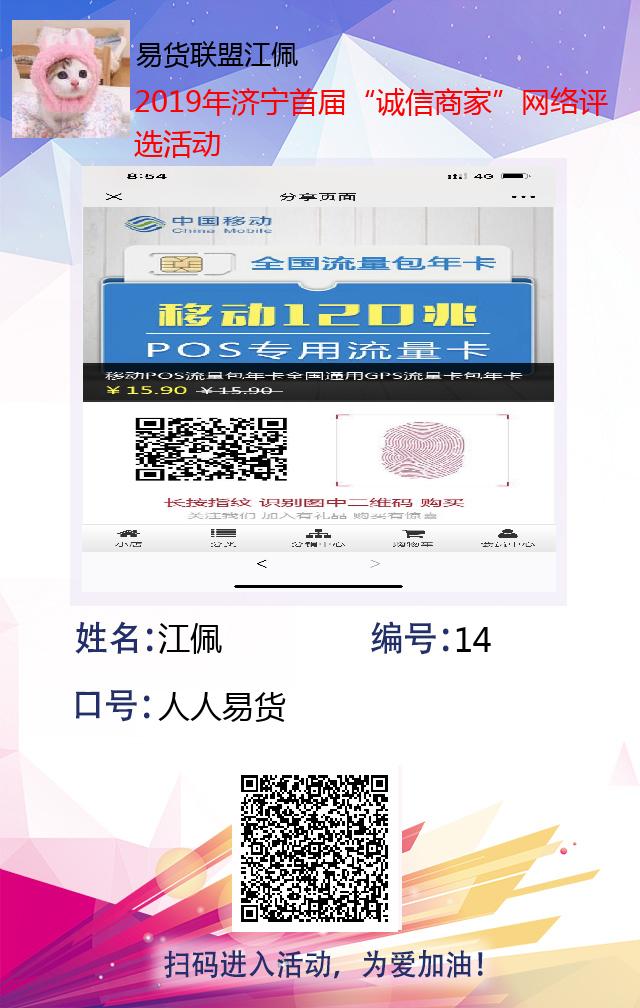 易货联盟江佩
2019年济宁首届“诚信商家”网络评
选活动
8:54
4G
分享页面
中国移动
China Mobile
全国流量包年卡
移动120兆
POS专用流量卡
移动POS流量包年卡全国通用GPS流量卡包年卡
￥15.90 ￥15.90
长按指纹 识别图中二维码 购买
关注我们 加入有礼品 购买有惊喜
小店 分类 分销中心 购物车 会员中心
姓名:江佩
编号:14
口号:人人易货
扫码进入活动，为爱加油!